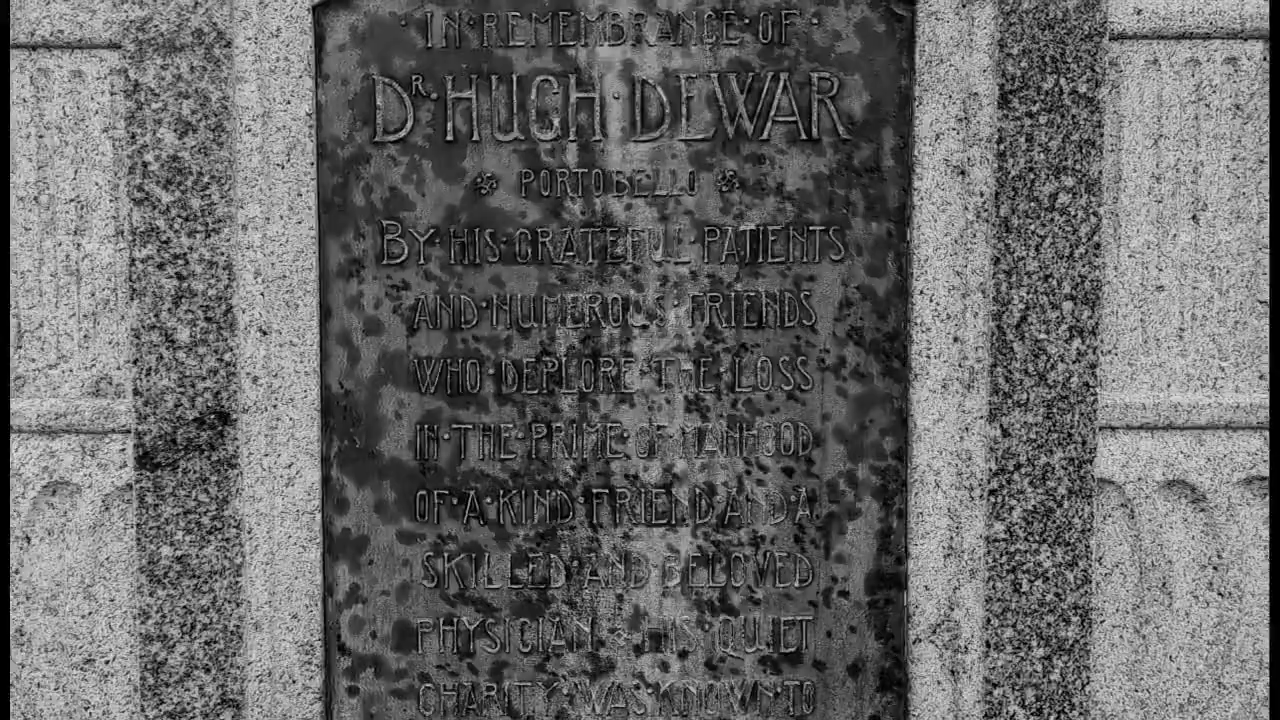 IN·REMEMBRANCE·OF·
DR·HUGH·DEWAR
PORTOBELLO
BY·HIS·GRATEFUL·PATIENTS
AND·NUMEROUS·FRIENDS
WHO·DEPLORE·THE·LOSS
IN·THE·PRIME·OF·MANHOOD
OF·A·KIND·FRIEND·AND·A
SKILLED·AND·BELOVED
PHYSICIAN HIS·QUIET
CHARITY·WAS·KNOWN·TO